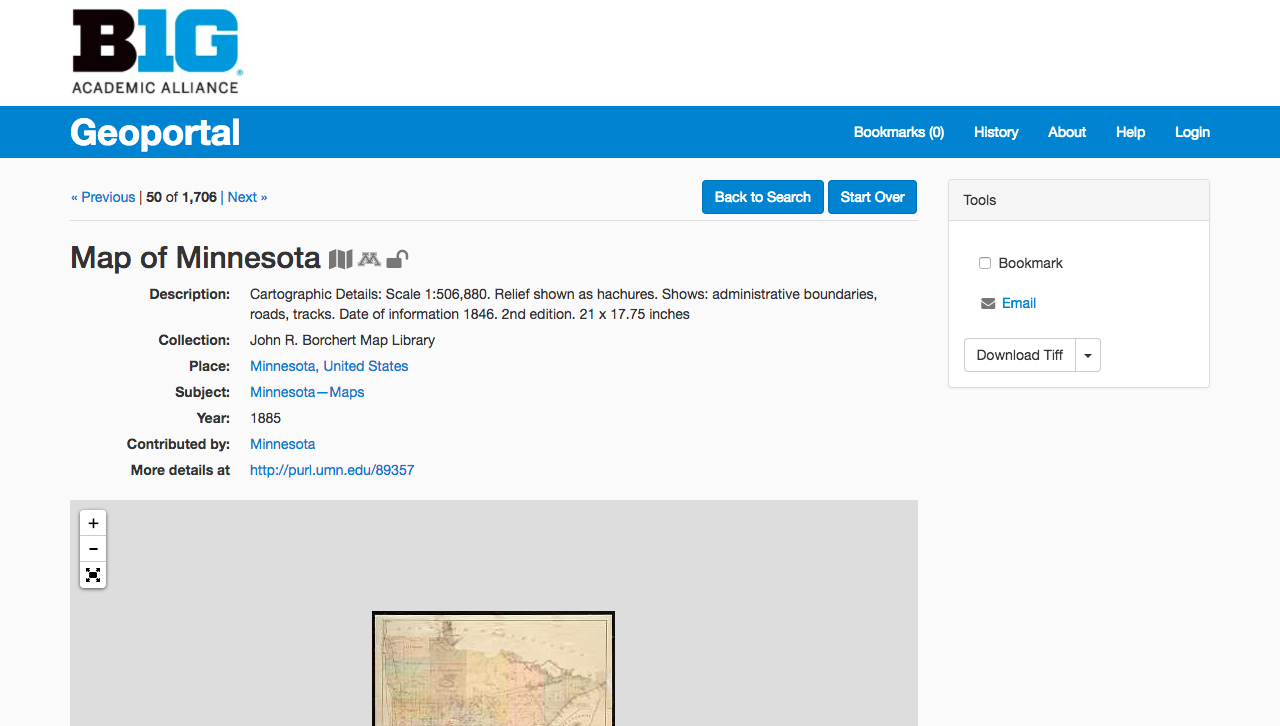 B1G
ACADEMIC ALLIANCE
Geoportal
Bookmarks (0) History About Help Login
« Previous | 50 of 1,706 | Next »
Back to Search Start Over
Tools
Map of Minnesota
Bookmark
Email
Download Tiff
Description: Cartographic Details: Scale 1:506,880. Relief shown as hachures. Shows: administrative boundaries,
roads, tracks. Date of information 1846. 2nd edition. 21 x 17.75 inches
Collection: John R. Borchert Map Library
Place: Minnesota, United States
Subject: Minnesota—Maps
Year: 1885
Contributed by: Minnesota
More details at http://purl.umn.edu/89357
+
−